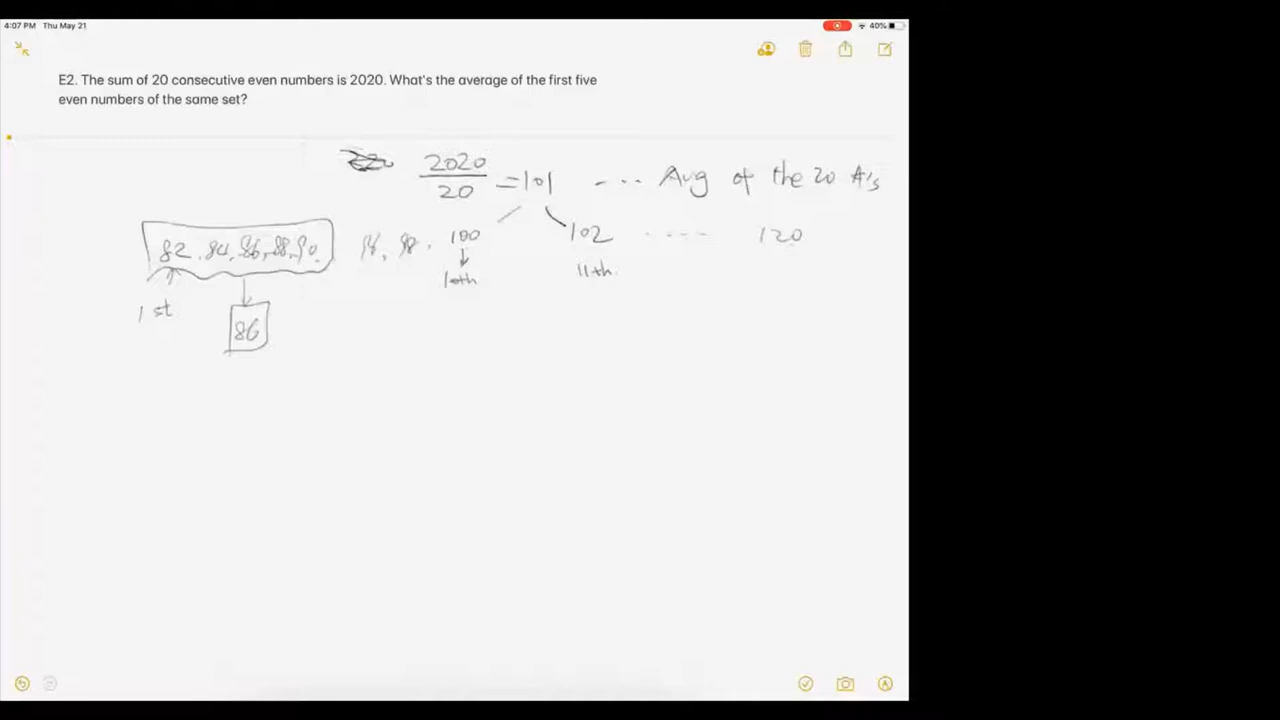 4:07 PM Thu May 21
40%
E2. The sum of 20 consecutive even numbers is 2020. What's the average of the first five
even numbers of the same set?
2020
20
=101 .... Avg of the 20 #'s
82, 84, 86, 88, 90 96, 98, 100 102 ..... 120
10th 11th.
1st
86